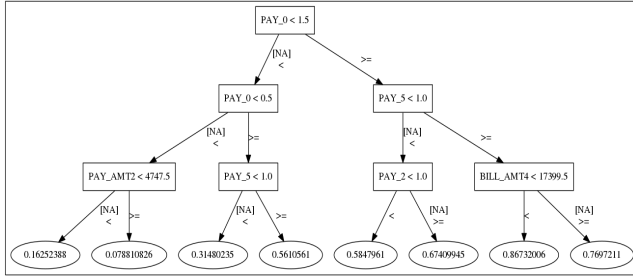 PAY_0 < 1.5
[NA]
<
>=
PAY_0 < 0.5
PAY_5 < 1.0
[NA]
<
>=
[NA]
<
>=
PAY_AMT2 < 4747.5
PAY_5 < 1.0
PAY_2 < 1.0
BILL_AMT4 < 17399.5
[NA]
<
>=
[NA]
<
>=
<
[NA]
>=
<
[NA]
>=
0.16252388
0.078810826
0.31480235
0.5610561
0.5847961
0.67409945
0.86732006
0.7697211